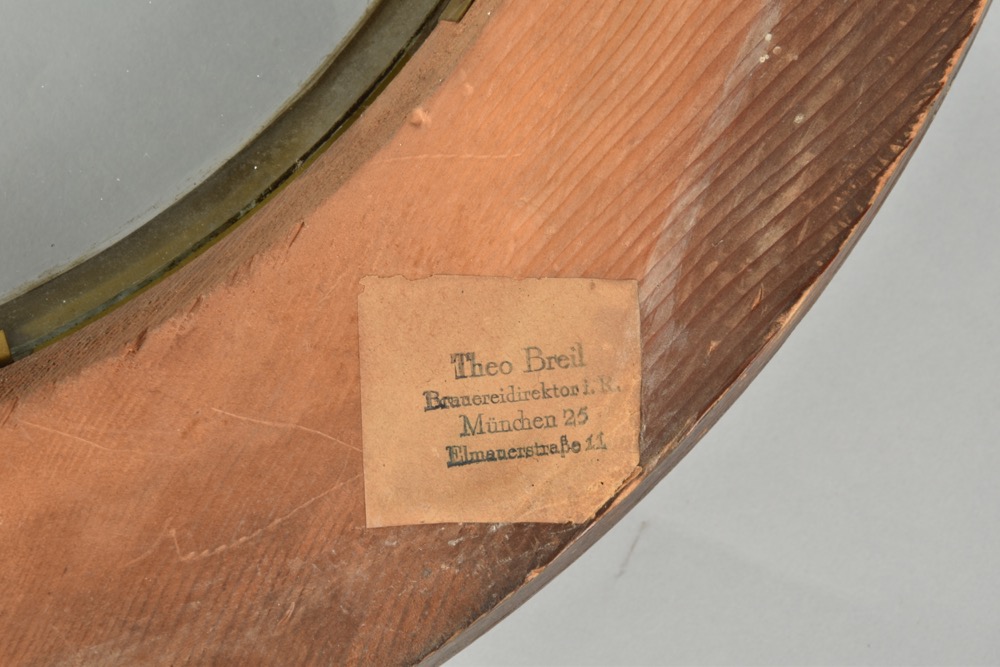 Theo Breil
Brauereidirektor i. R.
München 25
Elmauerstraße 11